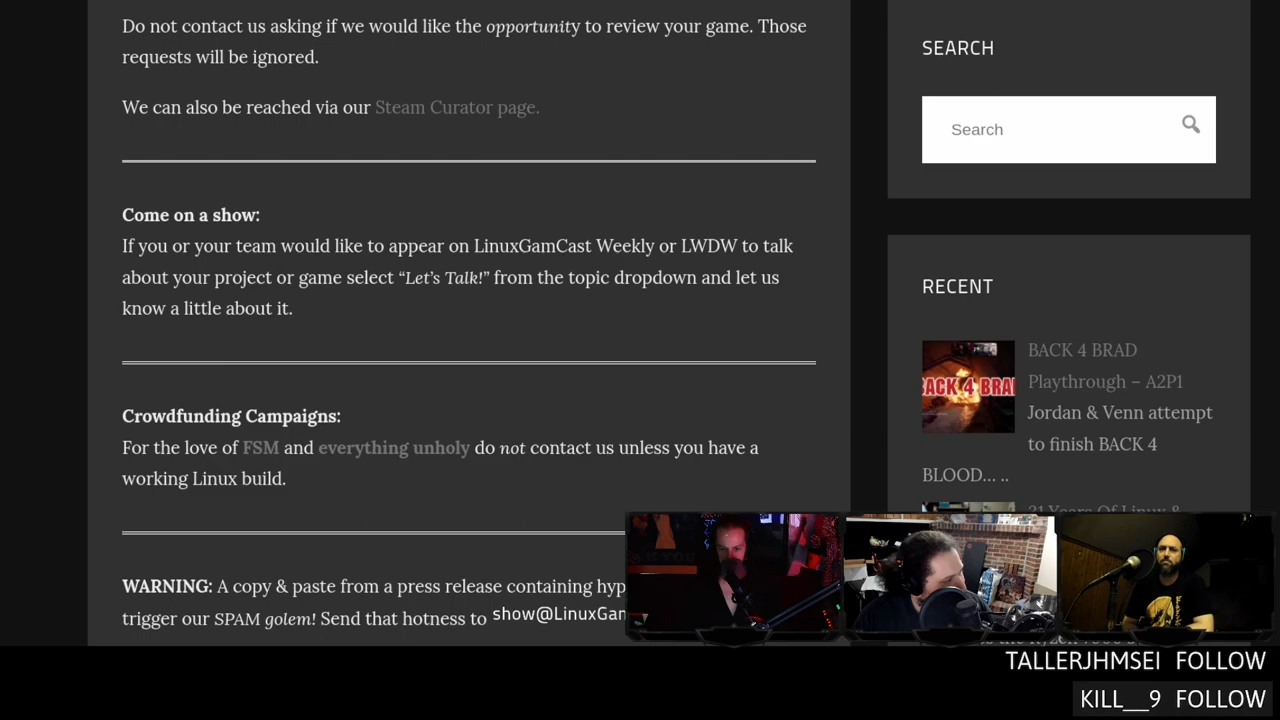 Do not contact us asking if we would like the opportunity to review your game. Those
requests will be ignored.
We can also be reached via our Steam Curator page.
Come on a show:
If you or your team would like to appear on LinuxGamCast Weekly or LWDW to talk
about your project or game select “Let’s Talk!” from the topic dropdown and let us
know a little about it.
Crowdfunding Campaigns:
For the love of FSM and everything unholy do not contact us unless you have a
working Linux build.
WARNING: A copy & paste from a press release containing hyp
trigger our SPAM golem! Send that hotness to show@LinuxGam
SEARCH
Search
RECENT
BACK 4 BRAD
Playthrough – A2P1
Jordan & Venn attempt
to finish BACK 4
BLOOD... ..
31 Years Of Linux &
TALLERJHMSEI FOLLOW
KILL__9 FOLLOW